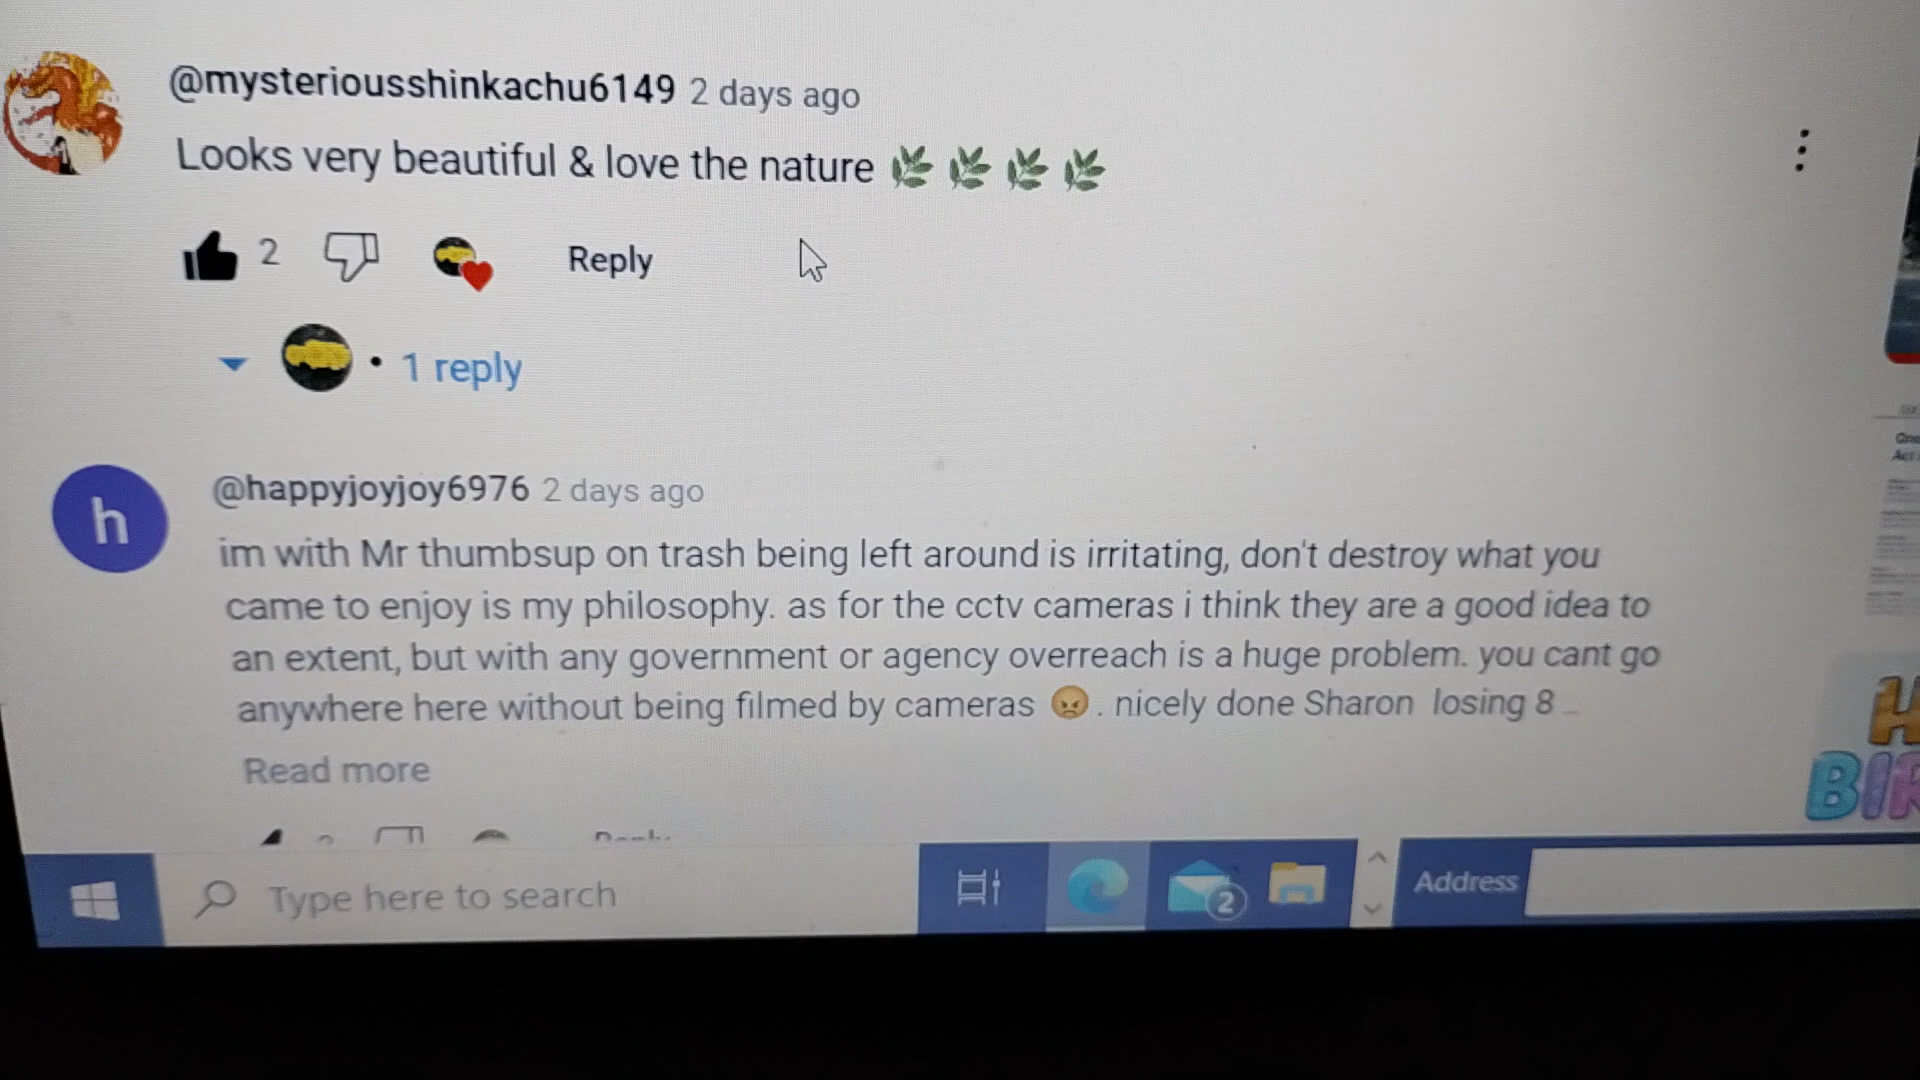 @mysteriousshinkachu6149 2 days ago
Looks very beautiful & love the nature 🌿 🌿 🌿 🌿
2 Reply
1 reply
h
@happyjoyjoy6976 2 days ago
im with Mr thumbsup on trash being left around is irritating, don't destroy what you
came to enjoy is my philosophy. as for the cctv cameras i think they are a good idea to
an extent, but with any government or agency overreach is a huge problem. you cant go
anywhere here without being filmed by cameras 😠. nicely done Sharon losing 8 ...
Read more
Type here to search
2
Address